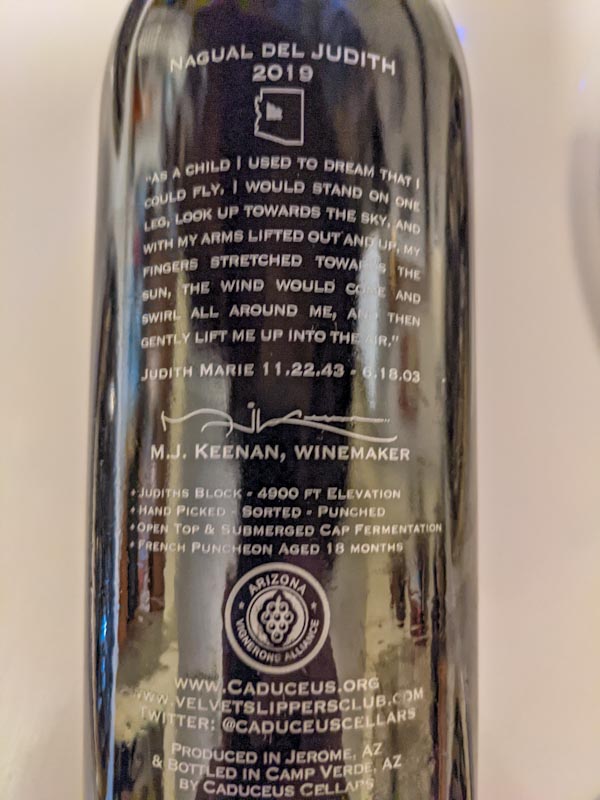 NAGUAL DEL JUDITH
2019
"AS A CHILD I USED TO DREAM THAT I
COULD FLY. I WOULD STAND ON ONE
LEG, LOOK UP TOWARDS THE SKY, AND
WITH MY ARMS LIFTED OUT AND UP, MY
FINGERS STRETCHED TOWARDS THE
SUN, THE WIND WOULD COME AND
SWIRL ALL AROUND ME, AND THEN
GENTLY LIFT ME UP INTO THE AIR."
JUDITH MARIE 11.22.43 - 6.18.03
M.J. KEENAN, WINEMAKER
• JUDITHS BLOCK - 4900 FT ELEVATION
• HAND PICKED - SORTED - PUNCHED
• OPEN TOP & SUBMERGED CAP FERMENTATION
• FRENCH PUNCHEON AGED 18 MONTHS
ARIZONA
VIGNERONS ALLIANCE
WWW.CADUCEUS.ORG
WWW.VELVETSLIPPERSCLUB.COM
TWITTER: @CADUCEUSCELLARS
PRODUCED IN JEROME, AZ
& BOTTLED IN CAMP VERDE, AZ
BY CADUCEUS CELLARS